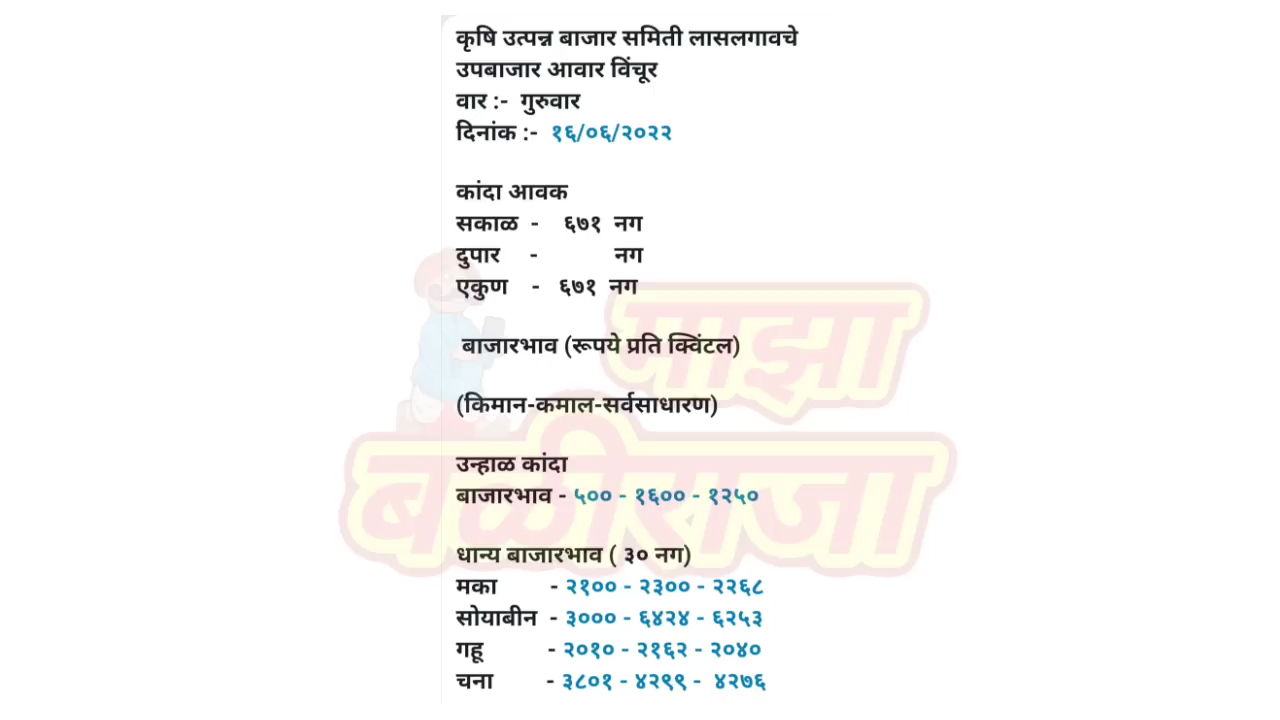 कृषि उत्पन्न बाजार समिती लासलगावचे
उपबाजार आवार विंचूर
वार :- गुरुवार
दिनांक :- १६/०६/२०२२
कांदा आवक
सकाळ - ६७१ नग
दुपार - नग
एकुण - ६७१ नग
बाजारभाव (रूपये प्रति क्विंटल)
(किमान-कमाल-सर्वसाधारण)
उन्हाळ कांदा
बाजारभाव - ५०० - १६०० - १२५०
धान्य बाजारभाव ( ३० नग)
मका - २१०० - २३०० - २२६८
सोयाबीन - ३००० - ६४२४ - ६२५३
गहू - २०१० - २१६२ - २०४०
चना - ३८०१ - ४२९९ - ४२७६
माझा
बळीराजा